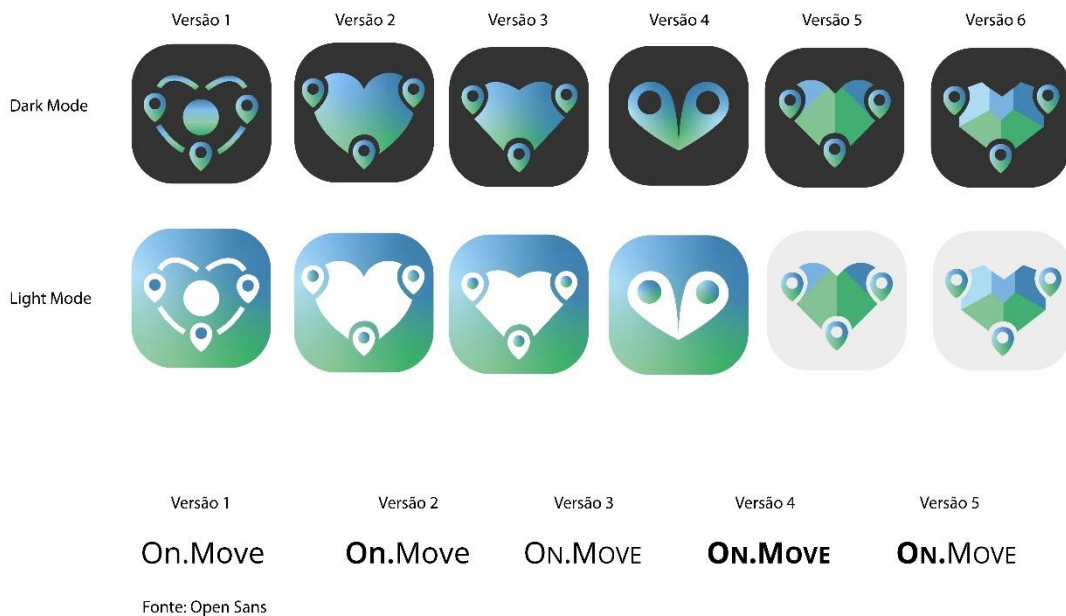 Versão 1 Versão 2 Versão 3 Versão 4 Versão 5 Versão 6
Dark Mode
Light Mode
Versão 1 Versão 2 Versão 3 Versão 4 Versão 5
On.Move On.Move On.Move On.Move On.Move
Fonte: Open Sans